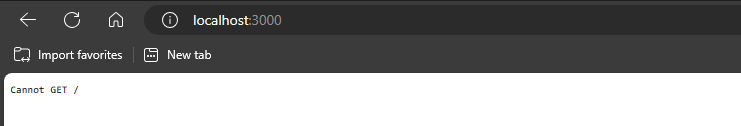 localhost:3000
Import favorites
New tab
Cannot GET /